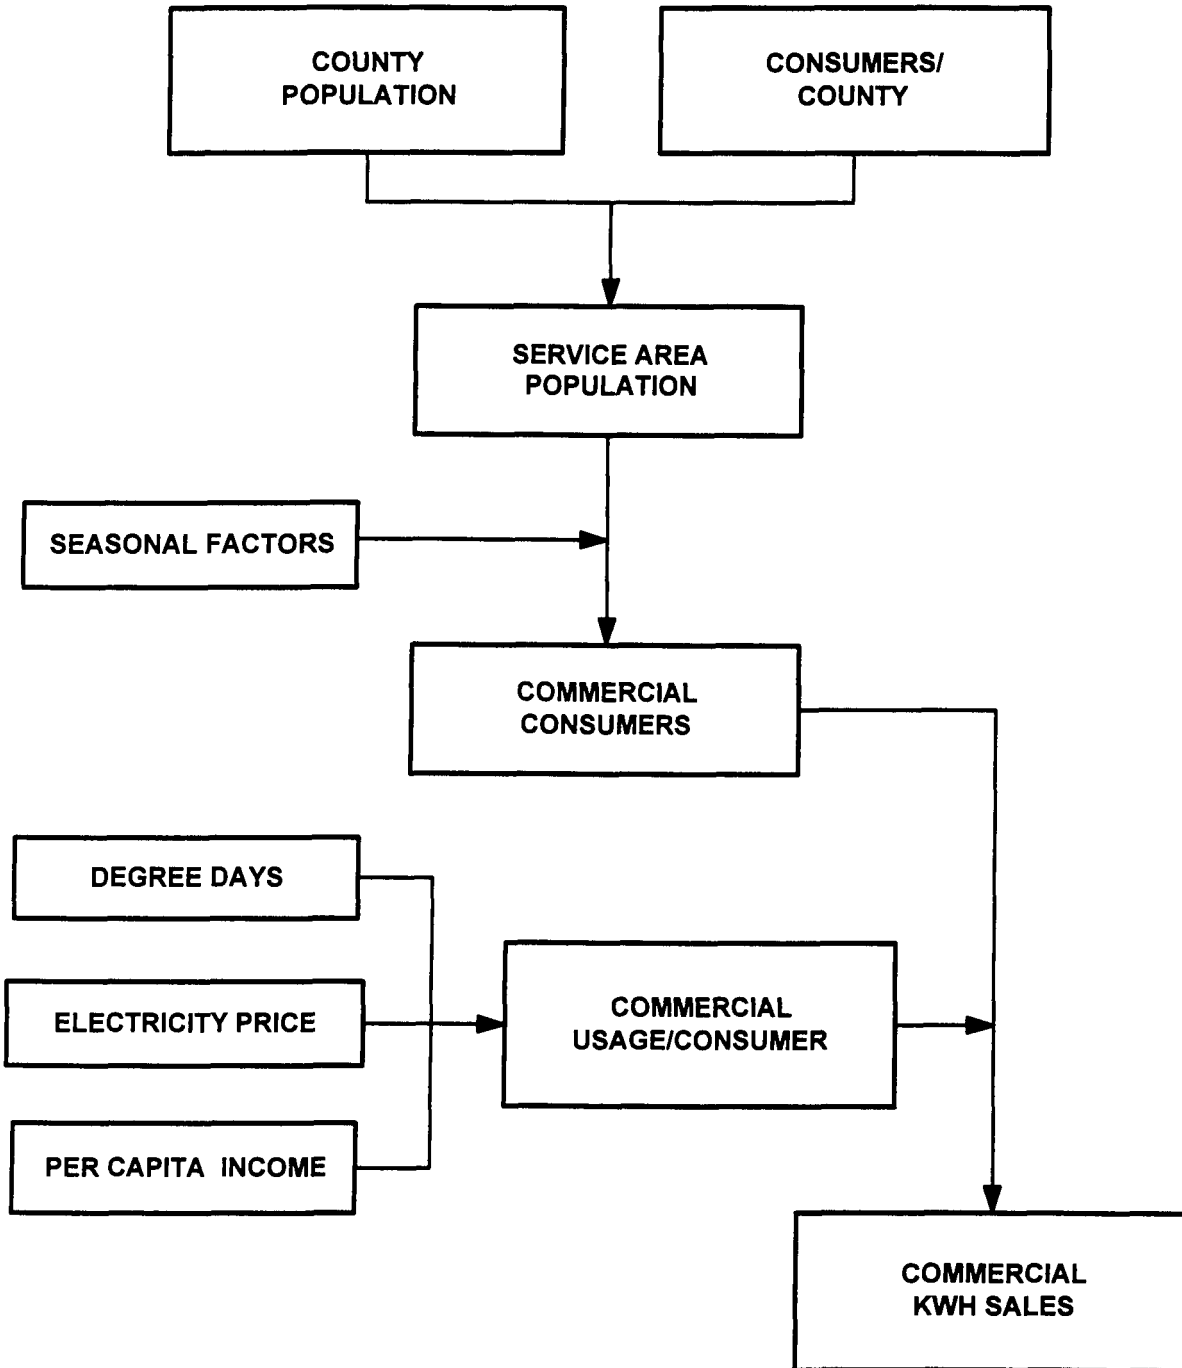 COUNTY
POPULATION
CONSUMERS/
COUNTY
SERVICE AREA
POPULATION
SEASONAL FACTORS
COMMERCIAL
CONSUMERS
DEGREE DAYS
ELECTRICITY PRICE
COMMERCIAL
USAGE/CONSUMER
PER CAPITA INCOME
COMMERCIAL
KWH SALES